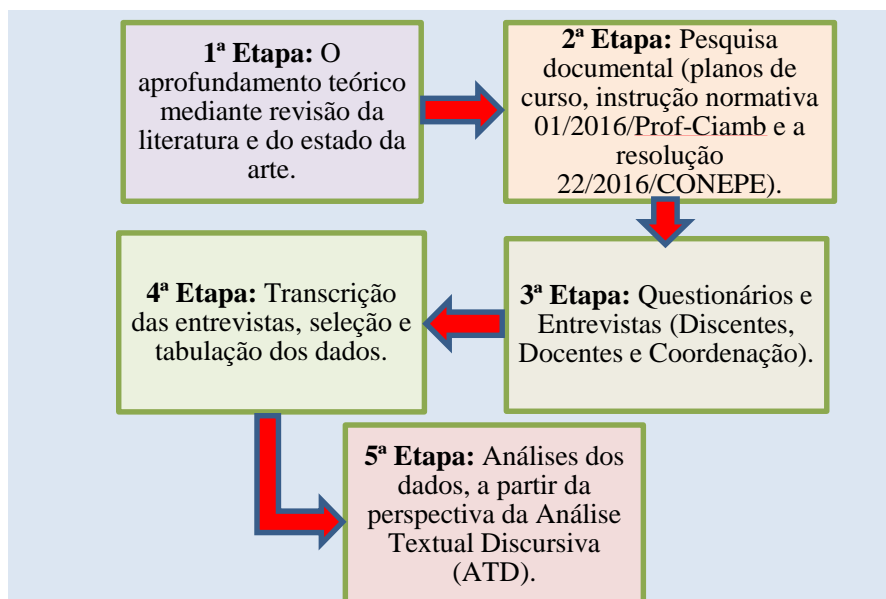 1ª Etapa: O
aprofundamento teórico
mediante revisão da
literatura e do estado da
arte.
2ª Etapa: Pesquisa
documental (planos de
curso, instrução normativa
01/2016/Prof-Ciamb e a
resolução
22/2016/CONEPE).
3ª Etapa: Questionários e
Entrevistas (Discentes,
Docentes e Coordenação).
4ª Etapa: Transcrição
das entrevistas, seleção e
tabulação dos dados.
5ª Etapa: Análises dos
dados, a partir da
perspectiva da Análise
Textual Discursiva
(ATD).